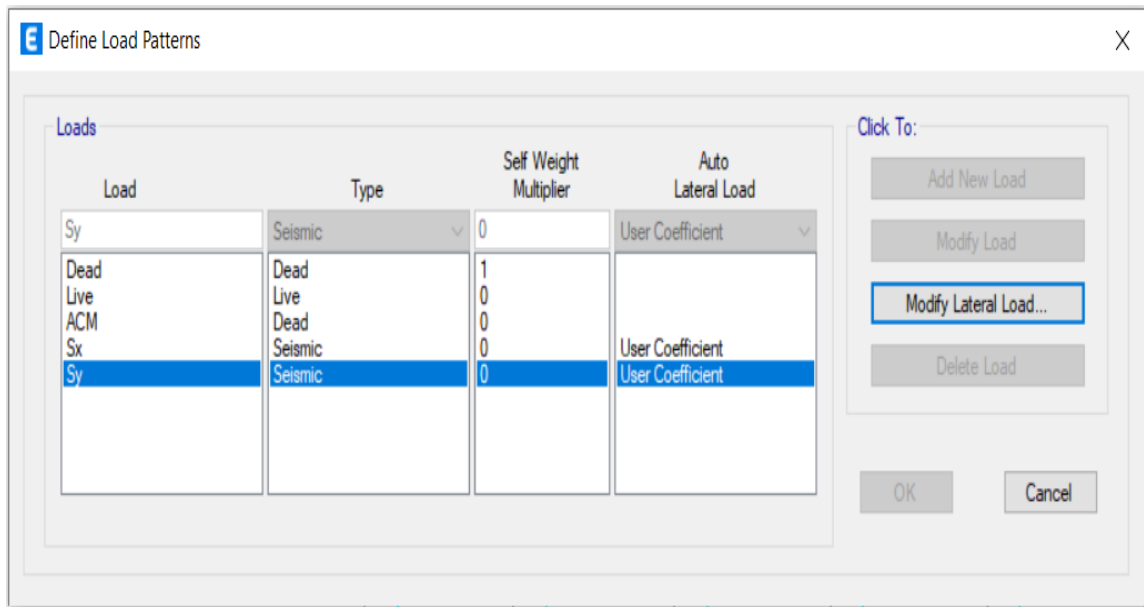 E Define Load Patterns X
Loads
Click To:
Load Type Self Weight Multiplier Auto Lateral Load
Sy Seismic 0 User Coefficient
Dead Dead 1
Live Live 0
ACM Dead 0
Sx Seismic 0 User Coefficient
Sy Seismic 0 User Coefficient
Add New Load
Modify Load
Modify Lateral Load...
Delete Load
OK Cancel